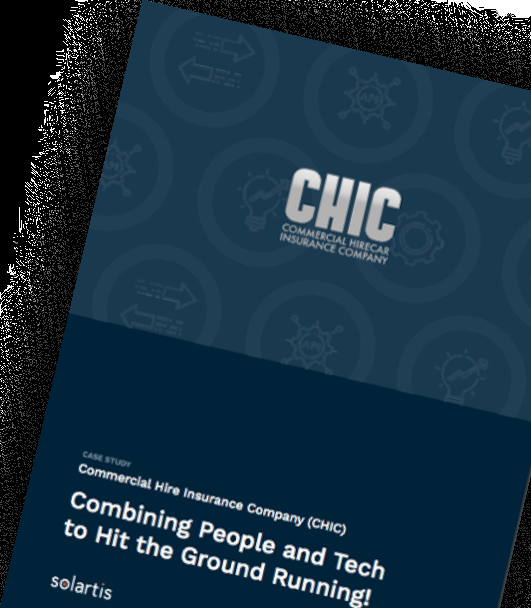 CHIC
COMMERCIAL HIRECAR
INSURANCE COMPANY
CASE STUDY
Commercial Hire Insurance Company (CHIC)
Combining People and Tech
to Hit the Ground Running!
solartis